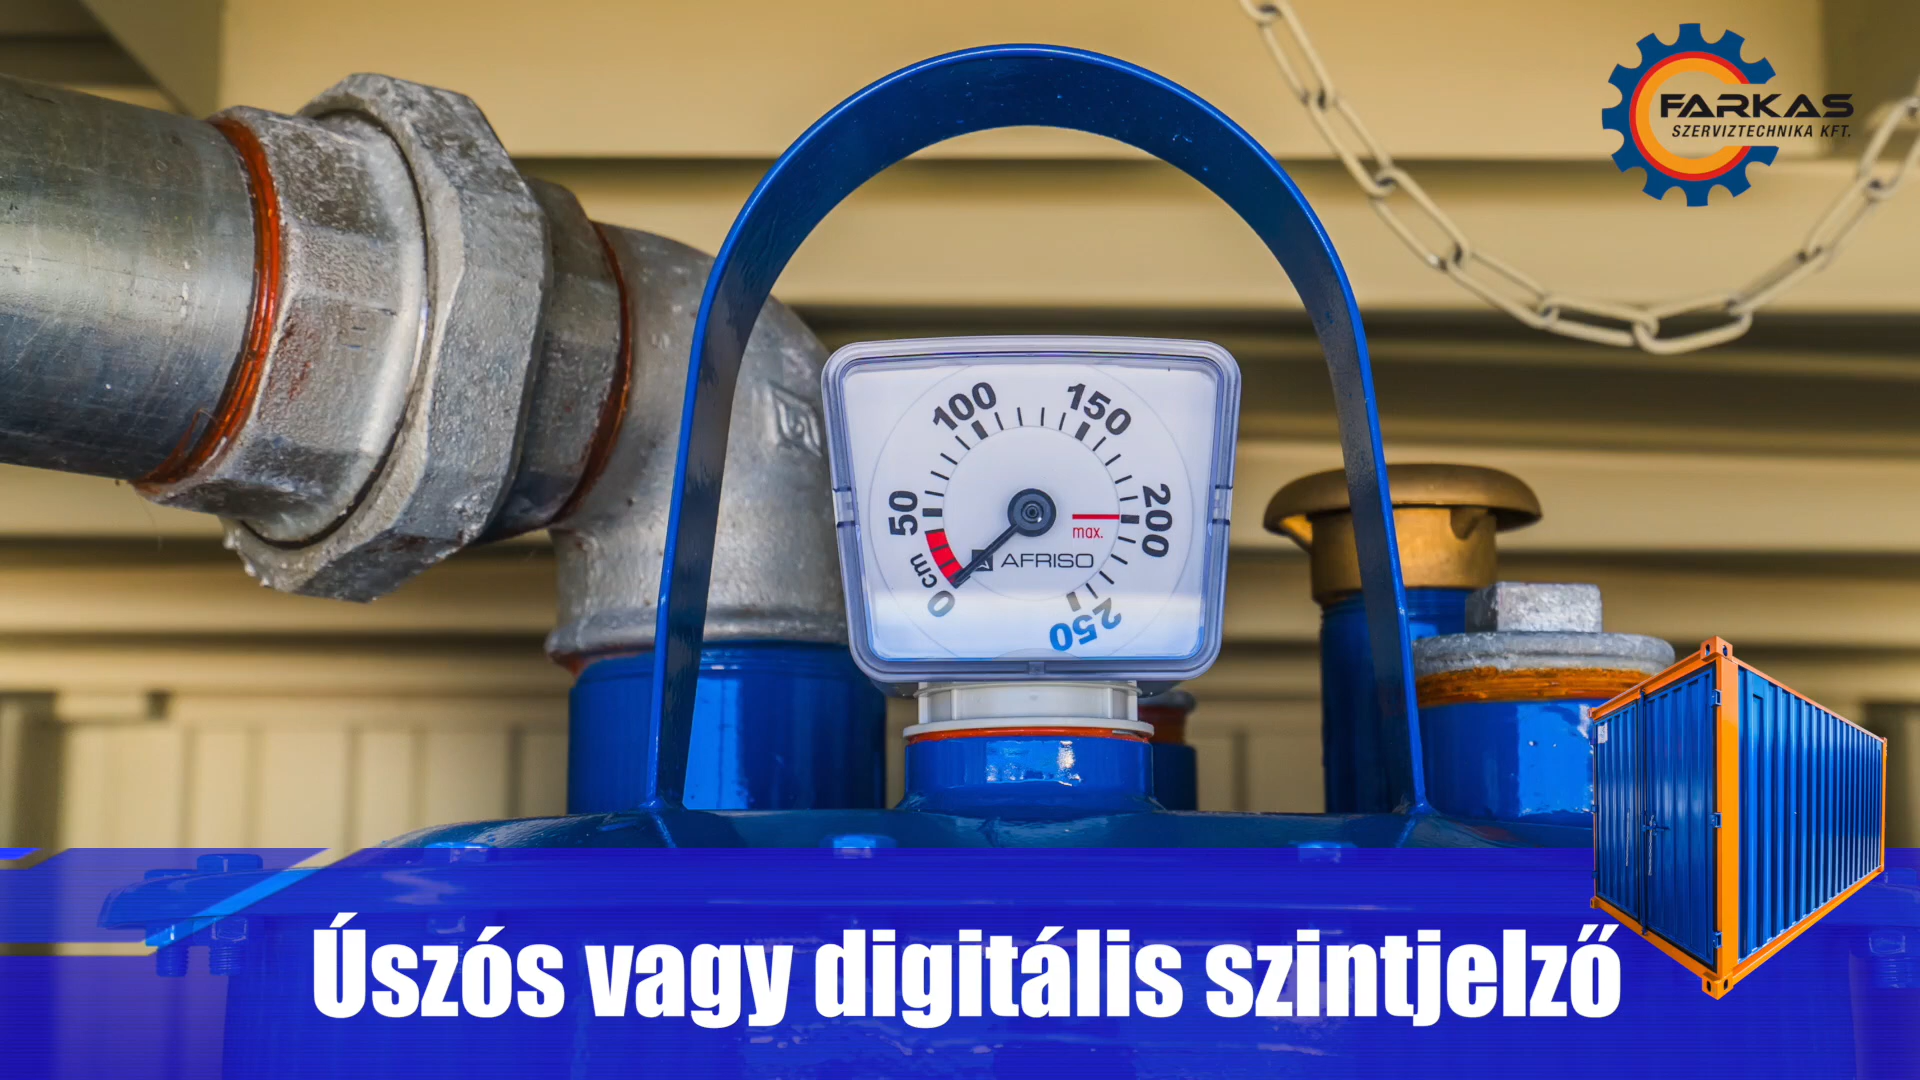 FARKAS
SZERVIZTECHNIKA KFT.
100
150
50
200
max.
cm
AFRISO
0
250
Úszós vagy digitális szintjelző